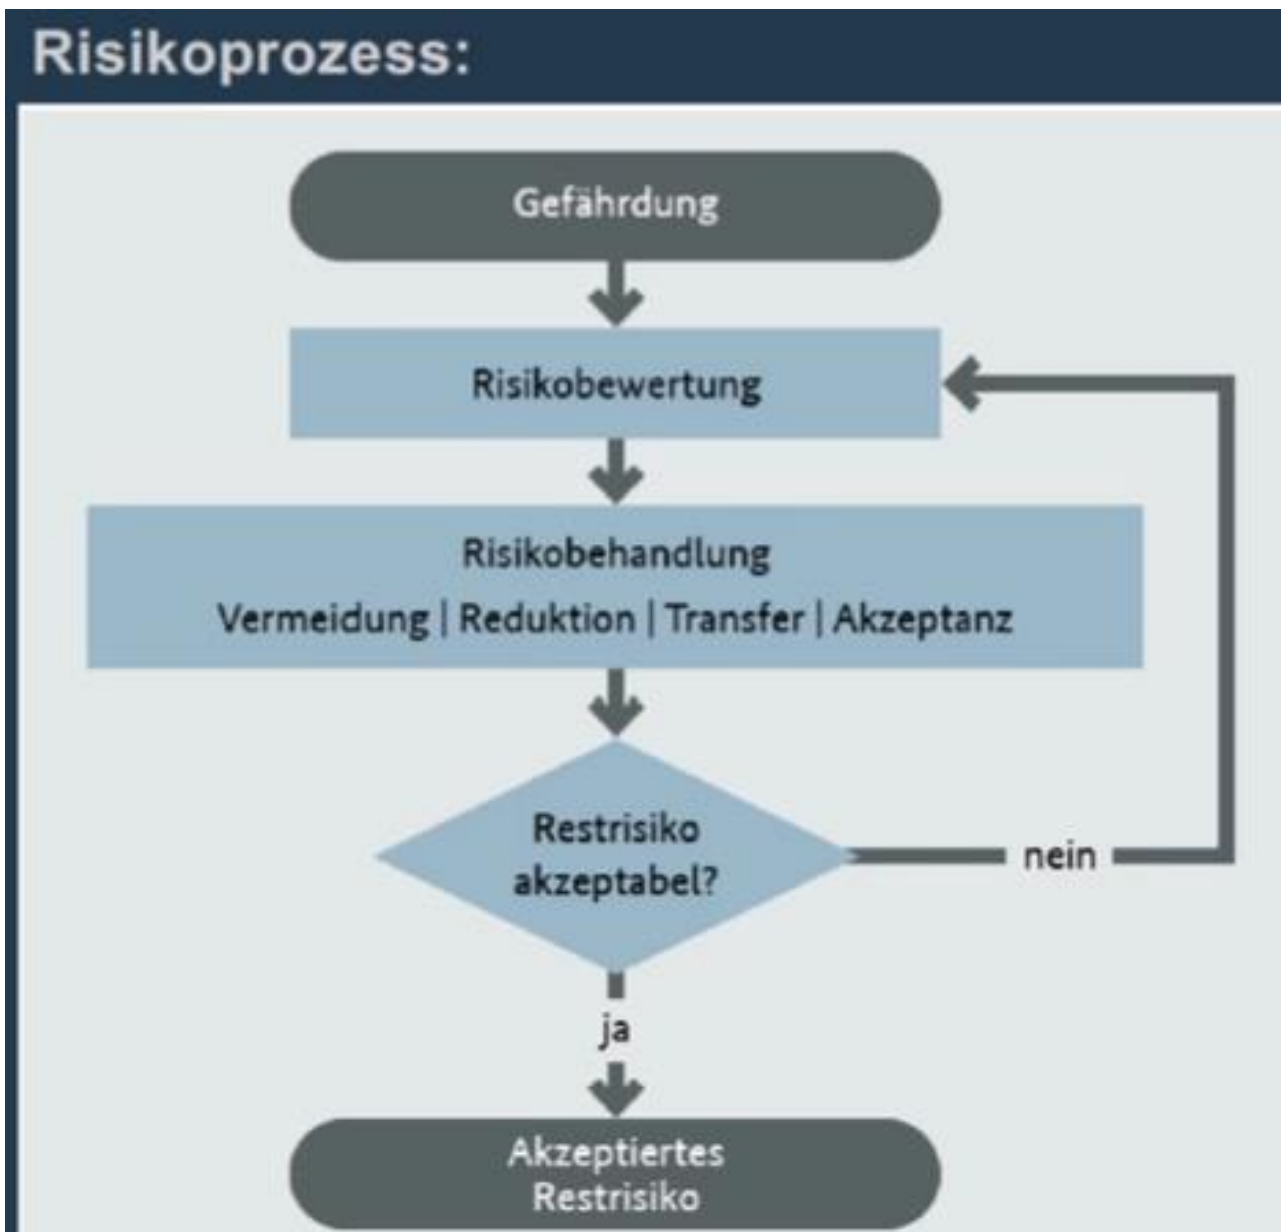 Risikoprozess:
Gefährdung
Risikobewertung
Risikobehandlung
Vermeidung | Reduktion | Transfer | Akzeptanz
Restrisiko
akzeptabel?
nein
ja
Akzeptiertes
Restrisiko